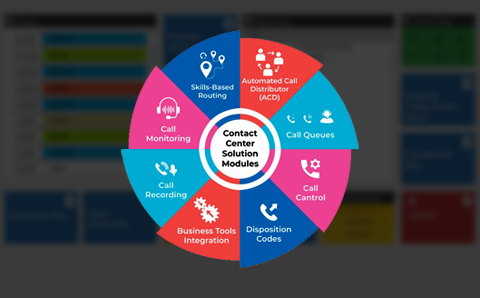 Contact
Center
Solution
Modules
Automated Call
Distributor
(ACD)
Call Queues
Call
Cantrol
Disposition
Codes
Business Tools
Integration
Call
Recording
Call
Monitoring
Skills-Based
Routing